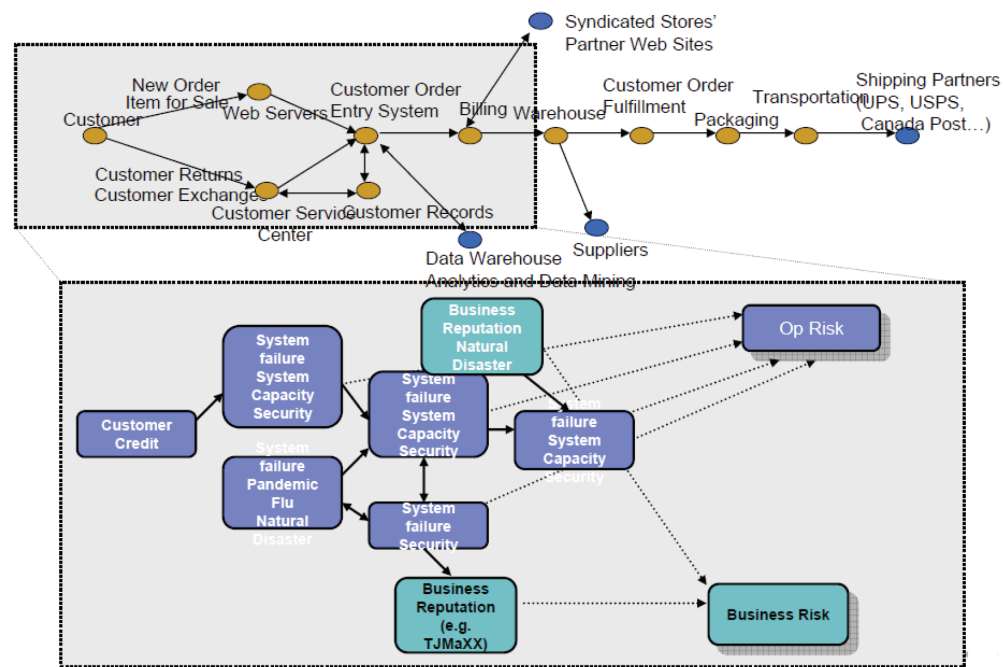 Syndicated Stores'
Partner Web Sites
New Order
Item for Sale
Customer
Web Servers
Customer Order
Entry System
Billing
Warehouse
Customer Order
Fulfillment
Packaging
Transportation
Shipping Partners
(UPS, USPS,
Canada Post…)
Customer Returns
Customer Exchanges
Customer Service
Center
Customer Records
Data Warehouse
Analytics and Data Mining
Suppliers
Business
Reputation
Natural
Disaster
Op Risk
System
failure
System
Capacity
Security
System
failure
System
Capacity
Security
Customer
Credit
System
failure
System
Capacity
Security
System
failure
Pandemic
Flu
Natural
Disaster
System
failure
Security
Business
Reputation
(e.g.
TJMaXX)
Business Risk